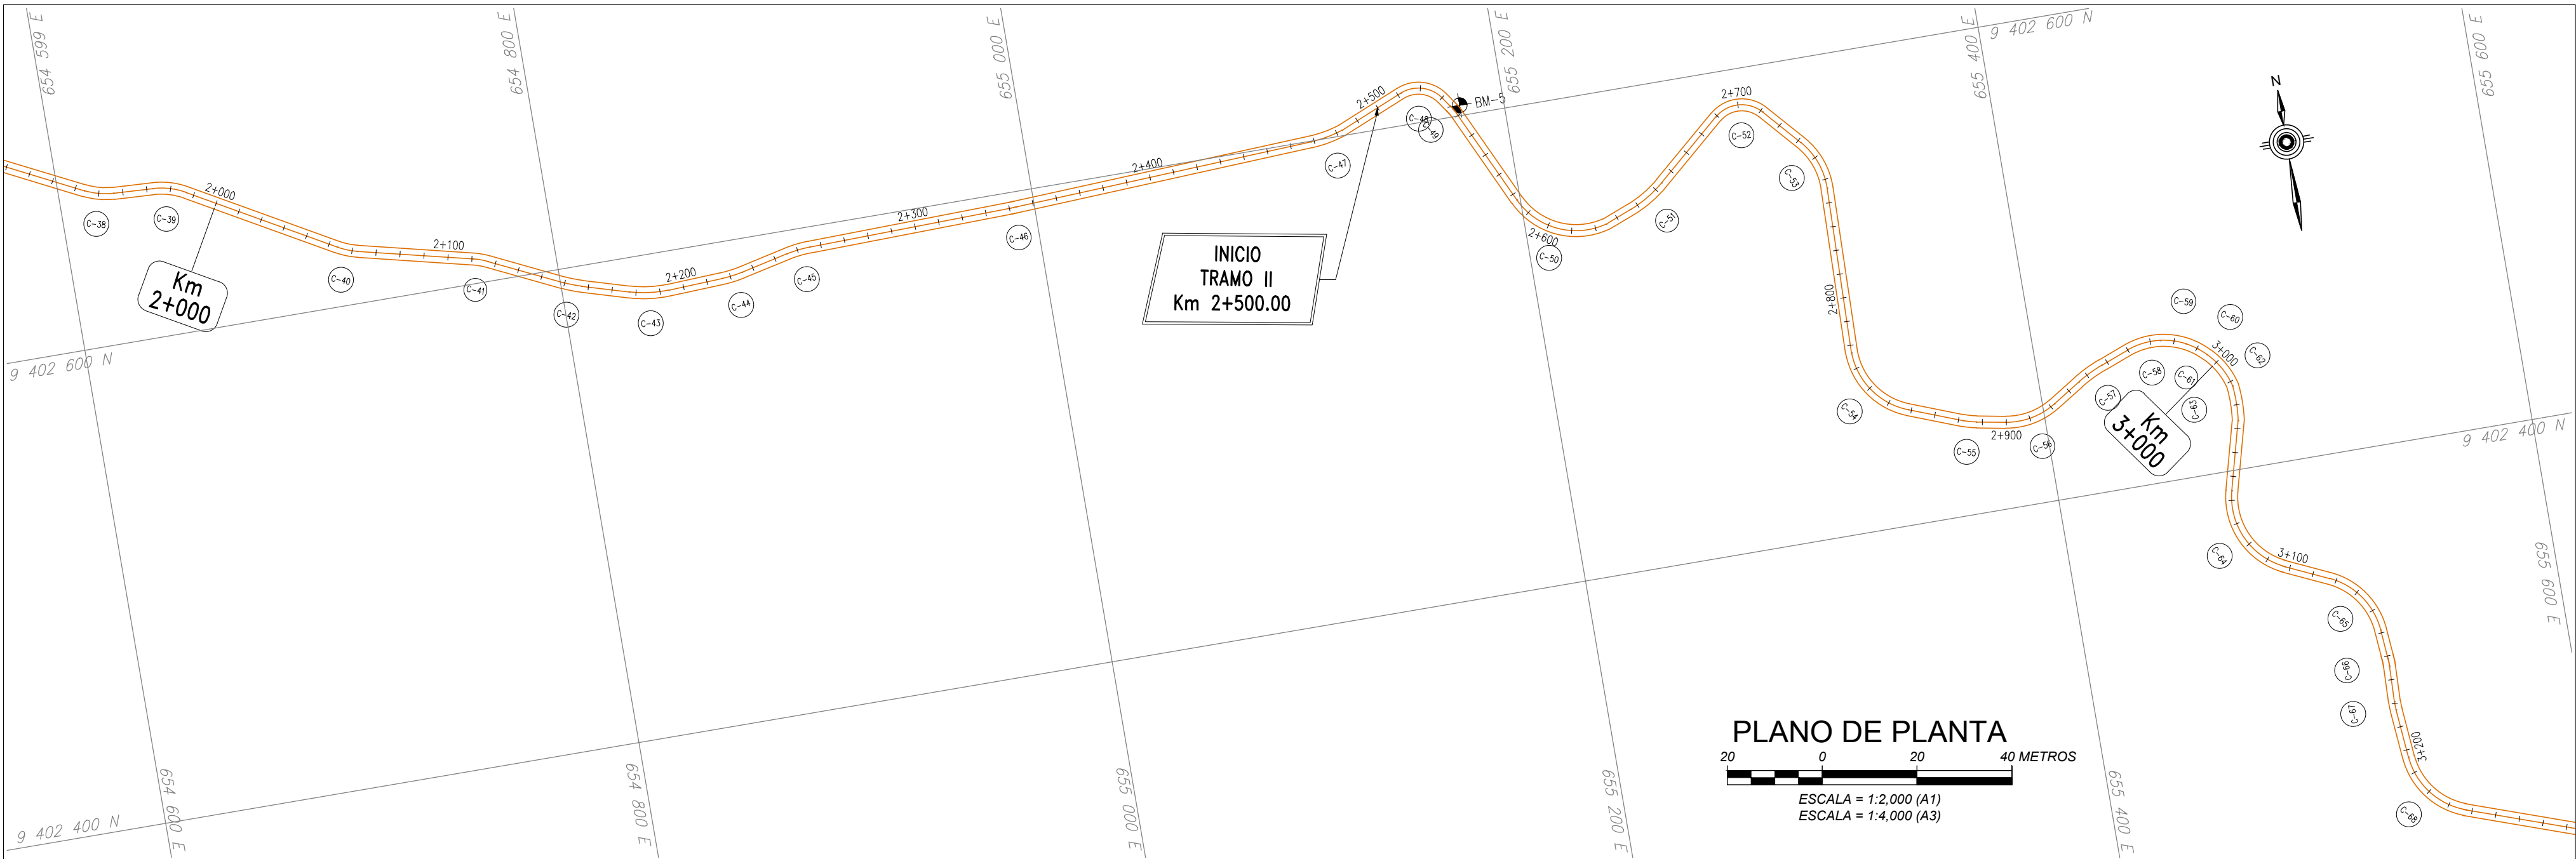 654 599 E
654 800 E
655 000 E
655 200 E
655 400 E
655 600 E
9 402 600 N
N
BM-5
2+000
2+100
2+200
2+300
2+400
2+500
2+600
2+700
2+800
2+900
3+000
3+100
3+200
C-38
C-39
C-40
C-41
C-42
C-43
C-44
C-45
C-46
C-47
C-48
C-49
C-50
C-51
C-52
C-53
C-54
C-55
C-56
C-57
C-58
C-59
C-60
C-61
C-62
C-63
C-64
C-65
C-66
C-67
C-68
Km
2+000
INICIO
TRAMO II
Km 2+500.00
Km
3+000
9 402 600 N
9 402 400 N
655 600 E
PLANO DE PLANTA
20 0 20 40 METROS
ESCALA = 1:2,000 (A1)
ESCALA = 1:4,000 (A3)
9 402 400 N
654 600 E
654 800 E
655 000 E
655 200 E
655 400 E